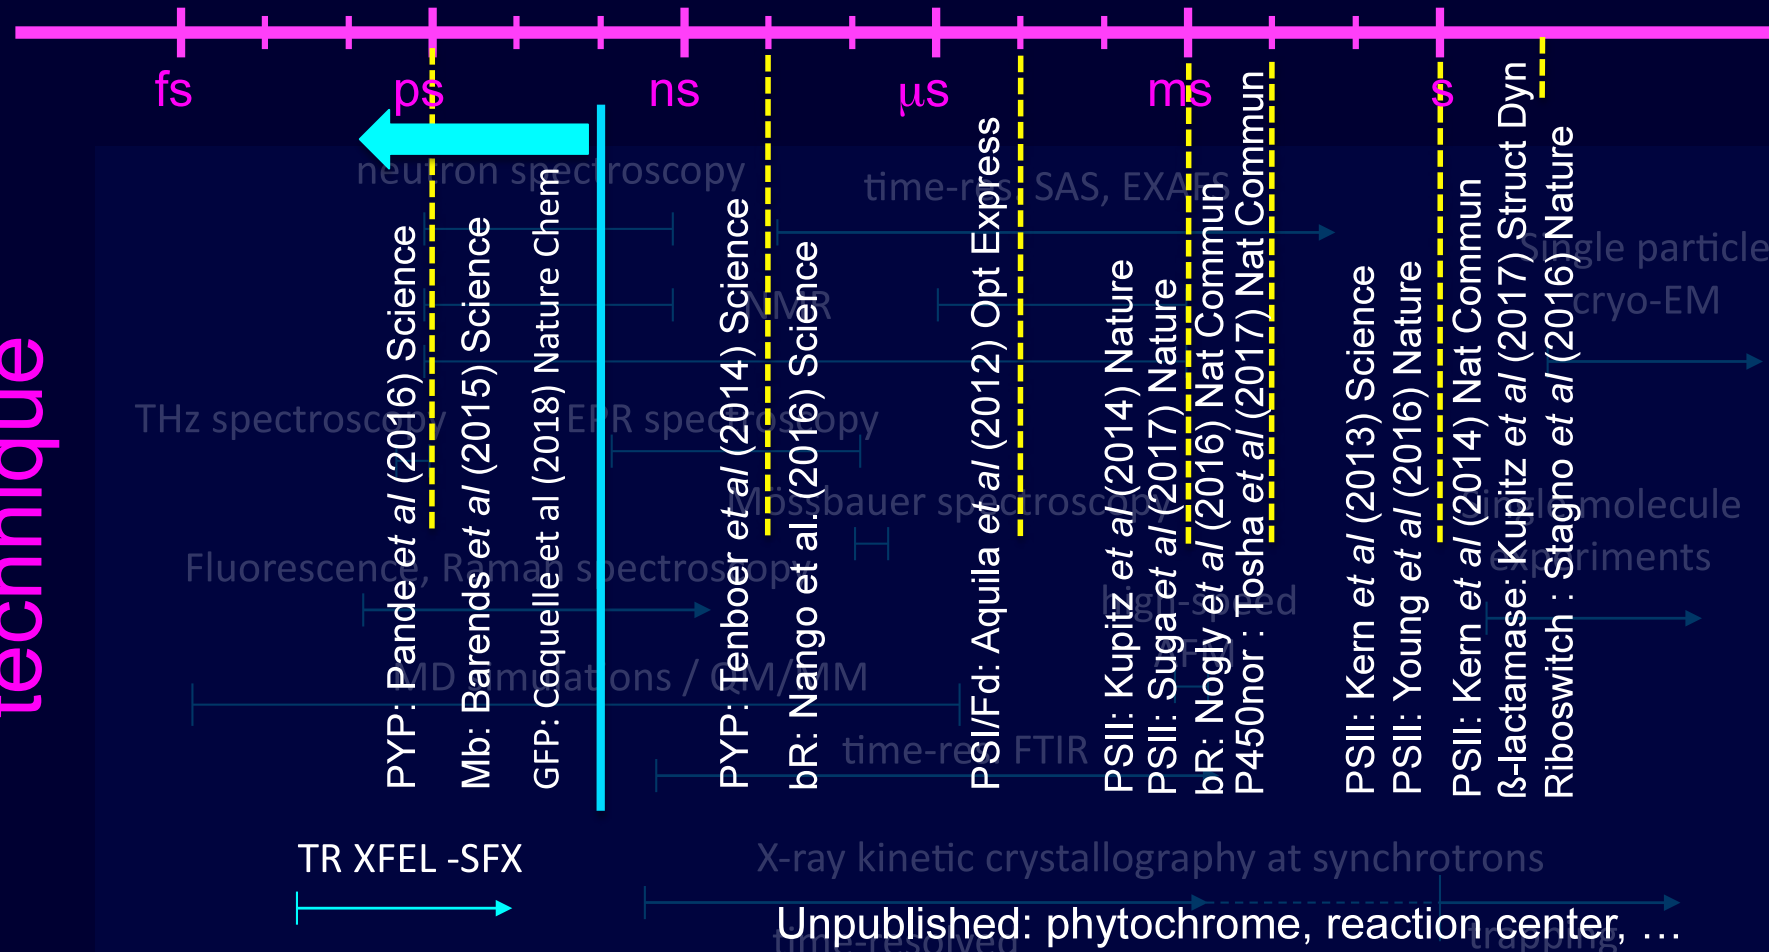 fs ps ns μs ms s
technique
neutron spectroscopy
time-res. SAS, EXAFS
Single particle
cryo-EM
NMR
THz spectroscopy
EPR spectroscopy
Mössbauer spectroscopy
Single molecule
experiments
Fluorescence, Raman spectroscopy
high-speed
AFM
MD simulations / QM/MM
time-res. FTIR
PYP: Pande et al (2016) Science
Mb: Barends et al (2015) Science
GFP: Coquelle et al (2018) Nature Chem
PYP: Tenboer et al (2014) Science
bR: Nango et al.(2016) Science
PSI/Fd: Aquila et al (2012) Opt Express
PSII: Kupitz et al (2014) Nature
PSII: Suga et al (2017) Nature
bR: Nogly et al (2016) Nat Commun
P450nor : Tosha et al (2017) Nat Commun
PSII: Kern et al (2013) Science
PSII: Young et al (2016) Nature
PSII: Kern et al (2014) Nat Commun
ß-lactamase: Kupitz et al (2017) Struct Dyn
Riboswitch : Stagno et al (2016) Nature
TR XFEL -SFX
X-ray kinetic crystallography at synchrotrons
Unpublished: phytochrome, reaction center, …
time-resolved
trapping